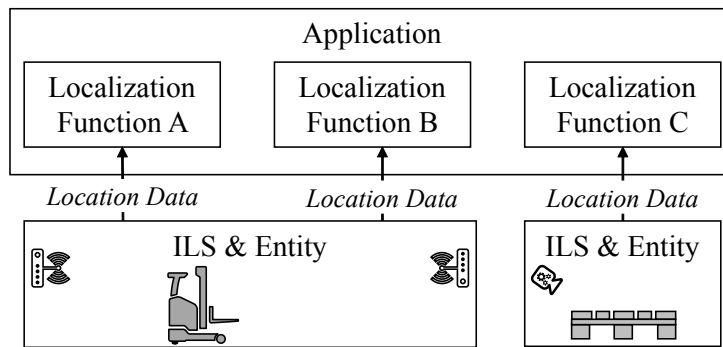 Application
Localization
Function A
Localization
Function B
Localization
Function C
Location Data
Location Data
Location Data
ILS & Entity
ILS & Entity